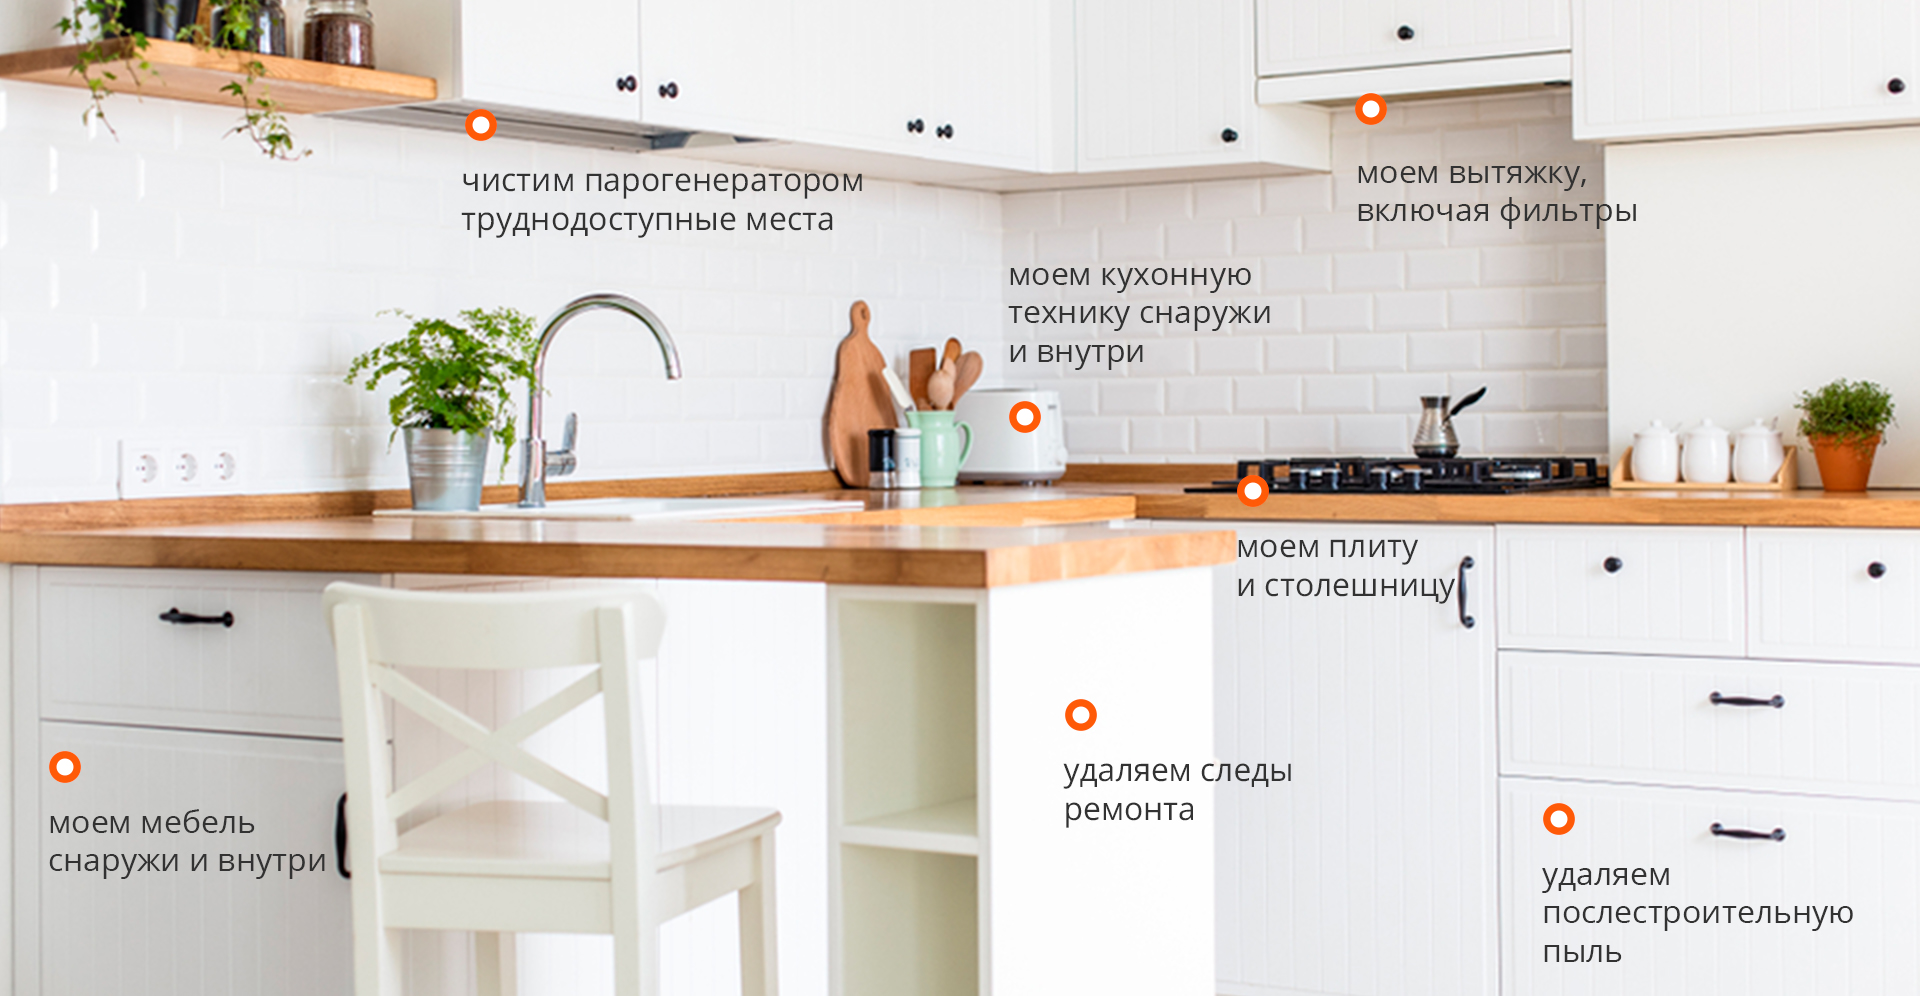 чистим парогенератором
труднодоступные места
моем вытяжку,
включая фильтры
моем кухонную
технику снаружи
и внутри
моем плиту
и столешницу
удаляем следы
ремонта
моем мебель
снаружи и внутри
удаляем
послестроительную
пыль